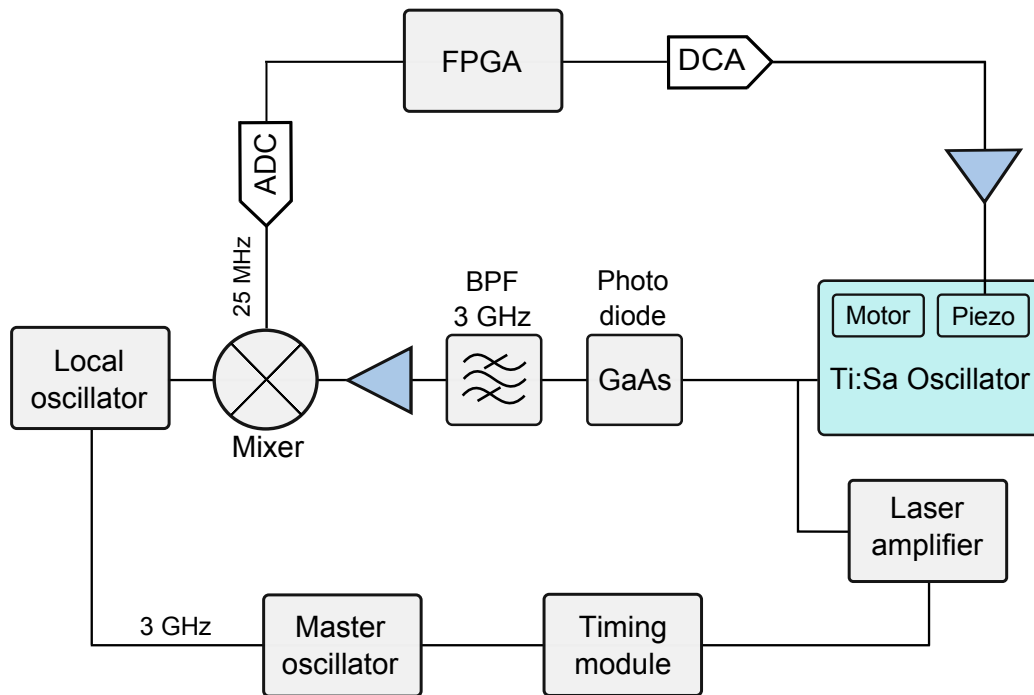 FPGA
DCA
ADC
25 MHz
BPF
3 GHz
Photo
diode
Motor
Piezo
Ti:Sa Oscillator
Local
oscillator
GaAs
Mixer
Laser
amplifier
3 GHz
Master
oscillator
Timing
module